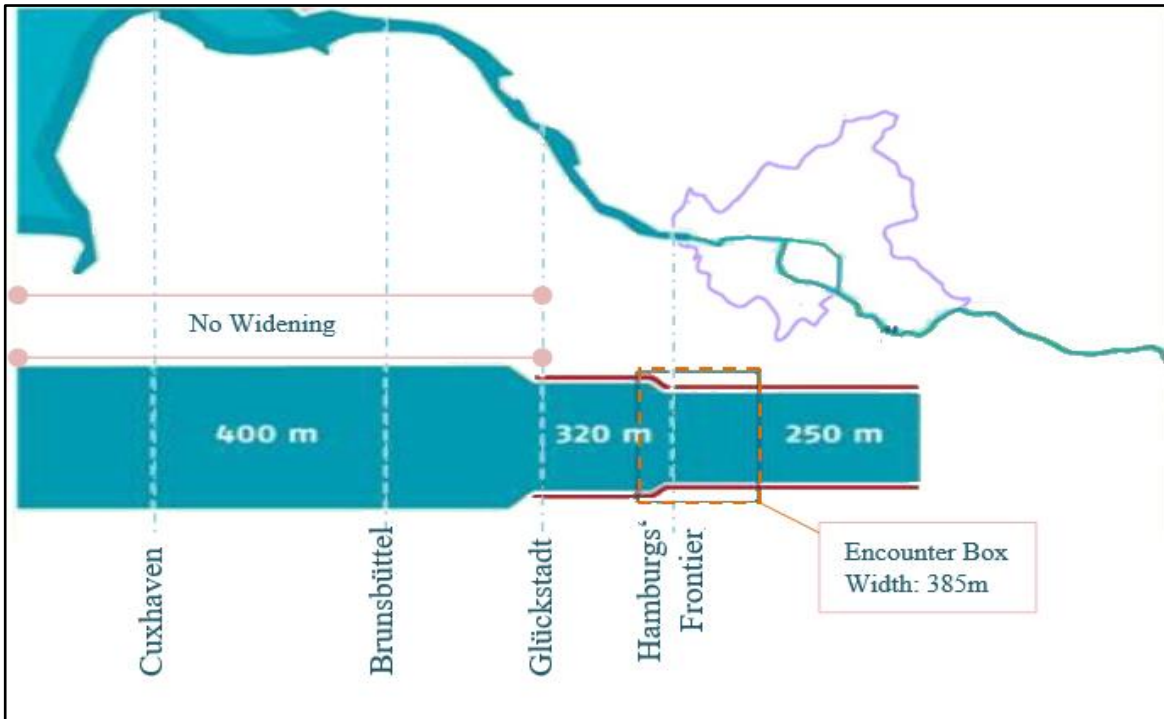 No Widening
400 m
320 m
250 m
Cuxhaven
Brunsbüttel
Glückstadt
Hamburgs‘
Frontier
Encounter Box
Width: 385m